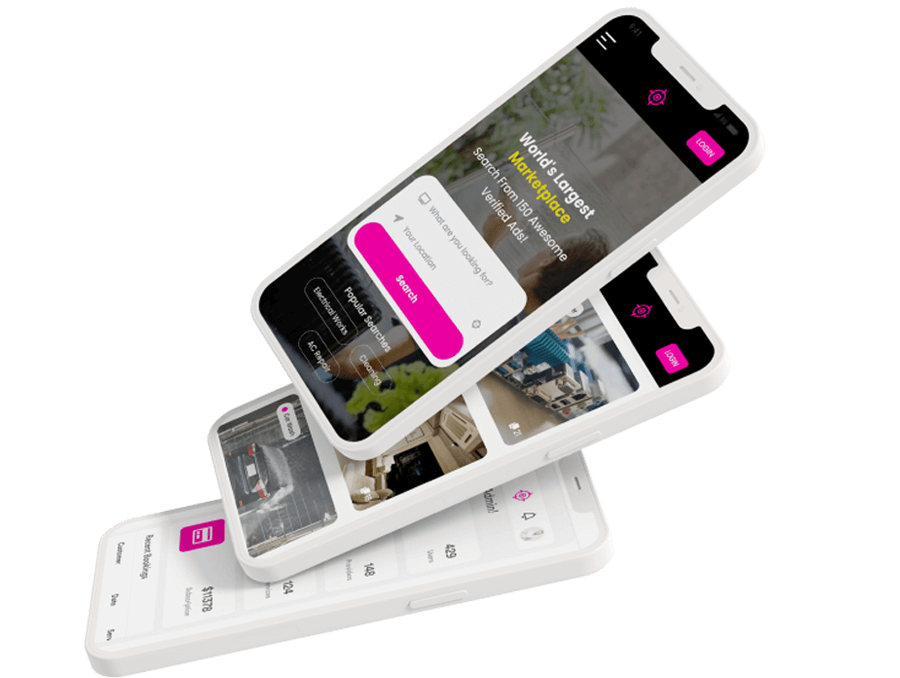 9:41
LOGIN
World's Largest
Marketplace
Search From 150 Awesome
Verified Ads!
What are you looking for?
Your Location
Search
Popular Searches
Electrical Works
AC Repair
Cleaning
LOGIN
21
Car Wash
Admin!
429
Users
148
Providers
124
$11378
Subscription
Recent Bookings
Customer
Date